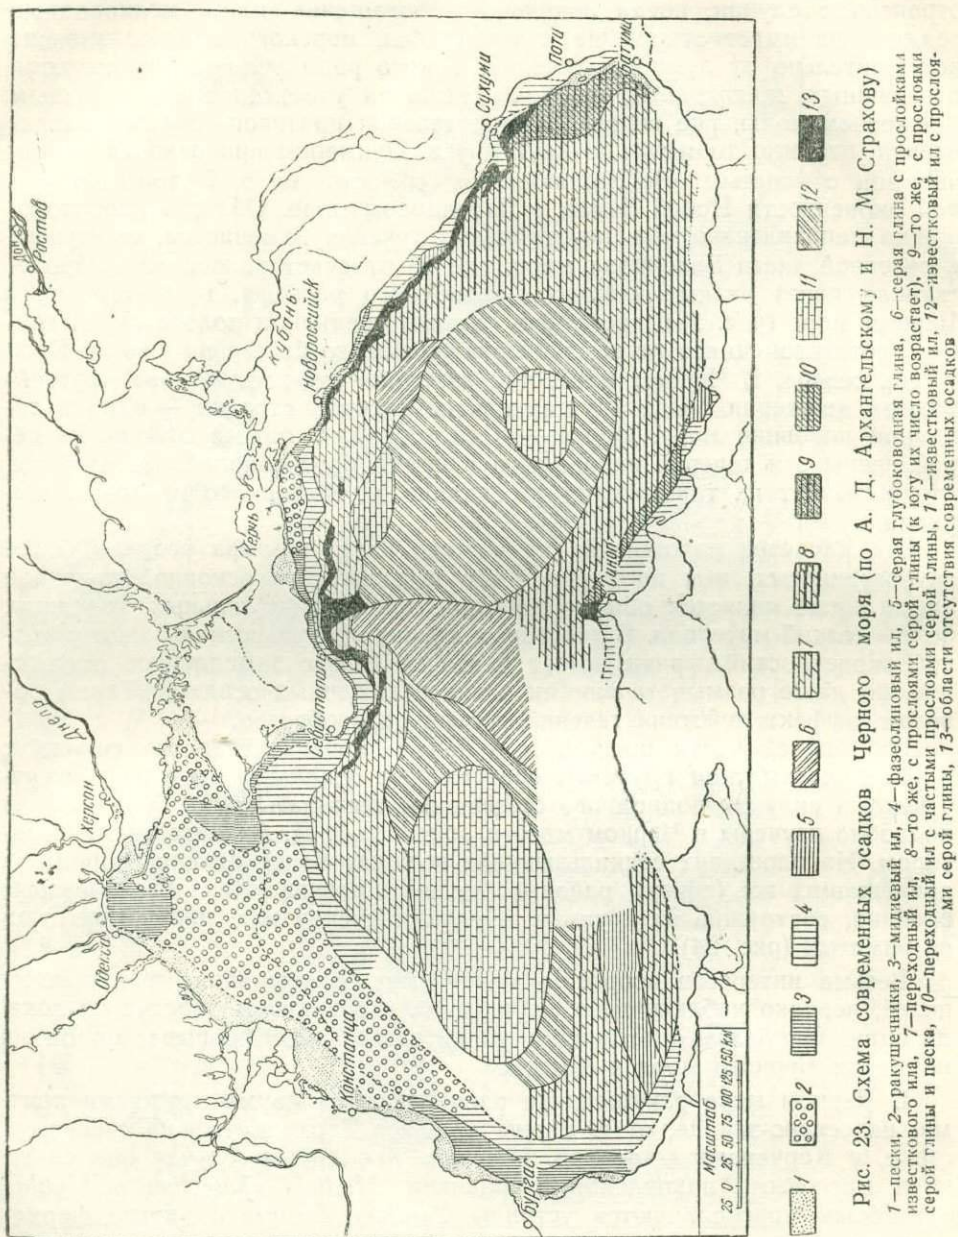 Дон
Ростов
Днепр
Херсон
Одесса
Азов.
Керчь
Кубань
Новороссийск
Севастополь
Сухуми
Поти
Батуми
Констанца
Бургас
Синоп
Масштаб
25 0 25 50 75 100 125 150 км
1 2 3 4 5 6 7 8 9 10 11 12 13
Рис. 23. Схема современных осадков Черного моря (по А. Д. Архангельскому и Н. М. Страхову)
1—пески, 2—ракушечники, 3—мидиевый ил, 4—фазеолиновый ил, 5—серая глубоководная глина, 6—серая глина с прослойками
известкового ила, 7—переходный ил, 8—то же, с прослоями серой глины (к югу их число возрастает), 9—то же, с прослоями
серой глины и песка, 10—переходный ил с частыми прослоями серой глины, 11—известковый ил, 12—известковый ил с прослоя-
ми серой глины, 13—области отсутствия современных осадков